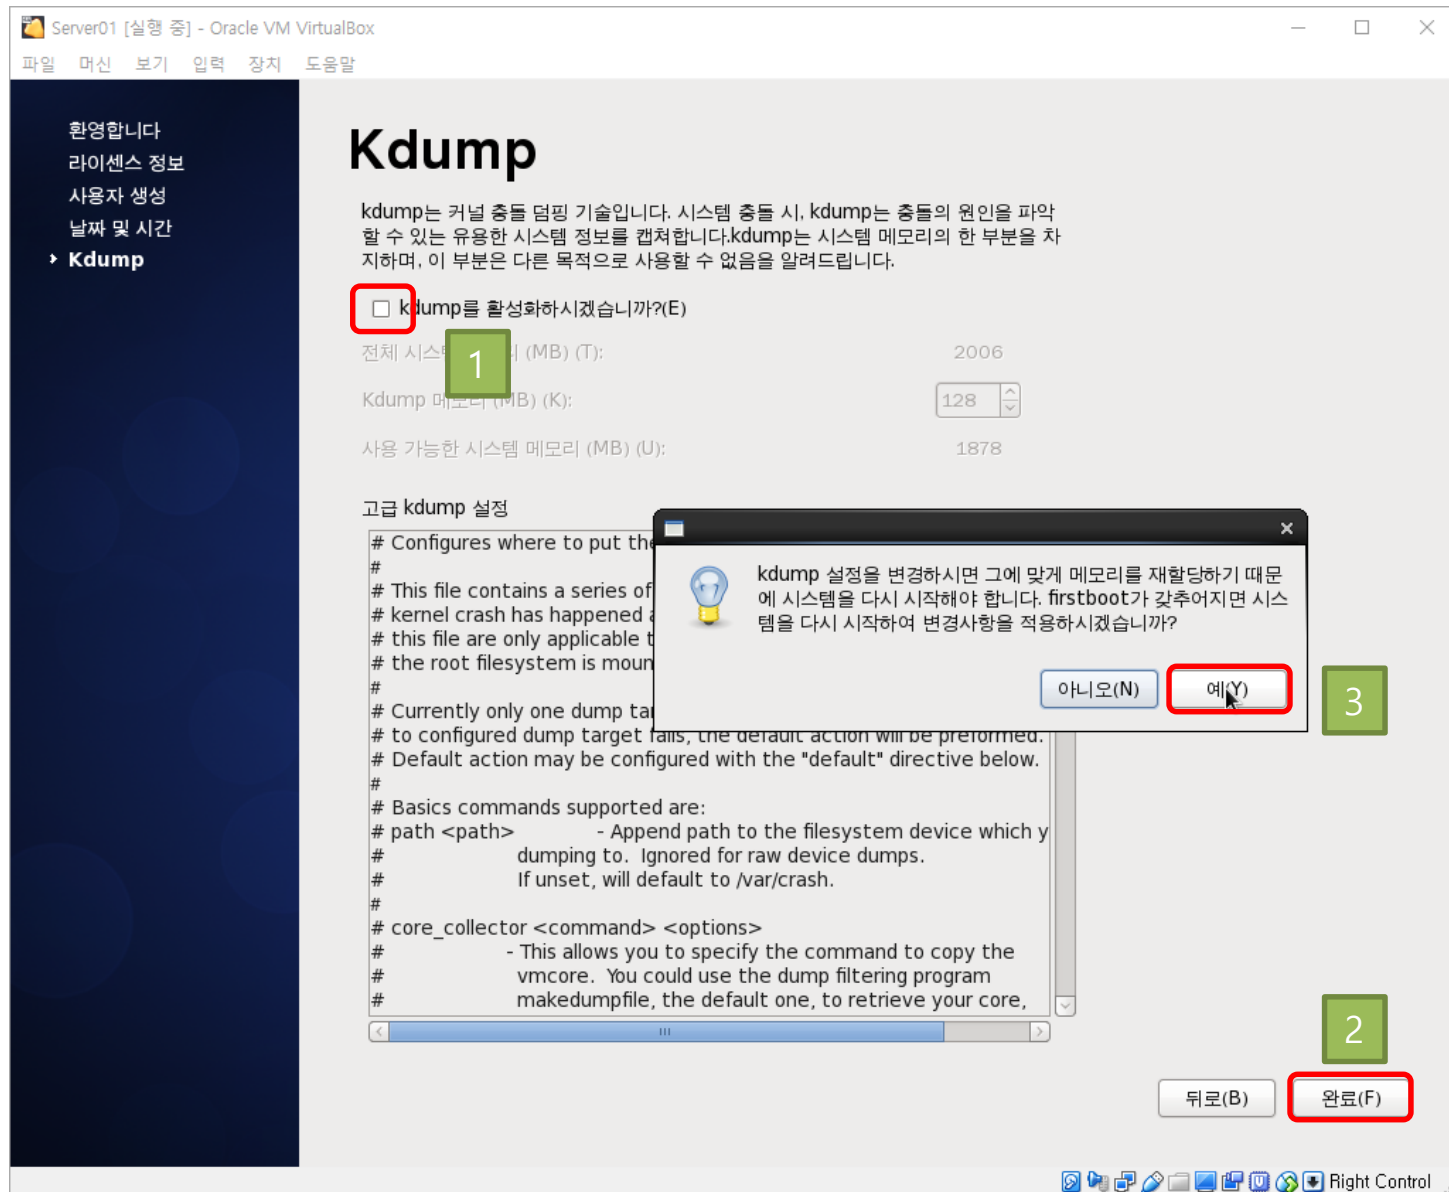 Server01 [실행 중] - Oracle VM VirtualBox
파일 머신 보기 입력 장치 도움말
환영합니다
라이센스 정보
사용자 생성
날짜 및 시간
Kdump
Kdump
kdump는 커널 충돌 덤핑 기술입니다. 시스템 충돌 시, kdump는 충돌의 원인을 파악
할 수 있는 유용한 시스템 정보를 캡쳐합니다.kdump는 시스템 메모리의 한 부분을 차
지하며, 이 부분은 다른 목적으로 사용할 수 없음을 알려드립니다.
kdump를 활성화하시겠습니까?(E)
1
전체 (MB) (T): 2006
Kdump (MB) (K): 128
사용 가능한 시스템 메모리 (MB) (U): 1878
고급 kdump 설정
# Configures where to put the
#
# This file contains a series of
# kernel crash has happened
# this file are only applicable
# the root filesystem is moun
#
# Currently only one dump
# to configured dump target fails, the default action will be preformed.
# Default action may be configured with the "default" directive below.
#
# Basics commands supported are:
# path <path> - Append path to the filesystem device which y
# dumping to. Ignored for raw device dumps.
# If unset, will default to /var/crash.
#
# core_collector <command> <options>
# - This allows you to specify the command to copy the
# vmcore. You could use the dump filtering program
# makedumpfile, the default one, to retrieve your core,
kdump 설정을 변경하시면 그에 맞게 메모리를 재할당하기 때문
에 시스템을 다시 시작해야 합니다. firstboot가 갖추어지면 시스
템을 다시 시작하여 변경사항을 적용하시겠습니까?
아니오(N) 예(Y)
3
2
뒤로(B) 완료(F)
Right Control